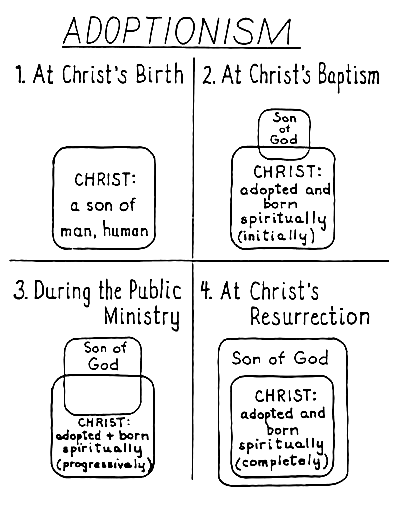 ADOPTIONISM
1. At Christ's Birth
CHRIST:
a son of
man, human
2. At Christ's Baptism
Son
of
God
CHRIST:
adopted and
born
spiritually
(initially)
3. During the Public
Ministry
Son of
God
CHRIST:
adopted + born
spiritually
(progressively)
4. At Christ's
Resurrection
Son of God
CHRIST:
adopted and
born
spiritually
(completely)